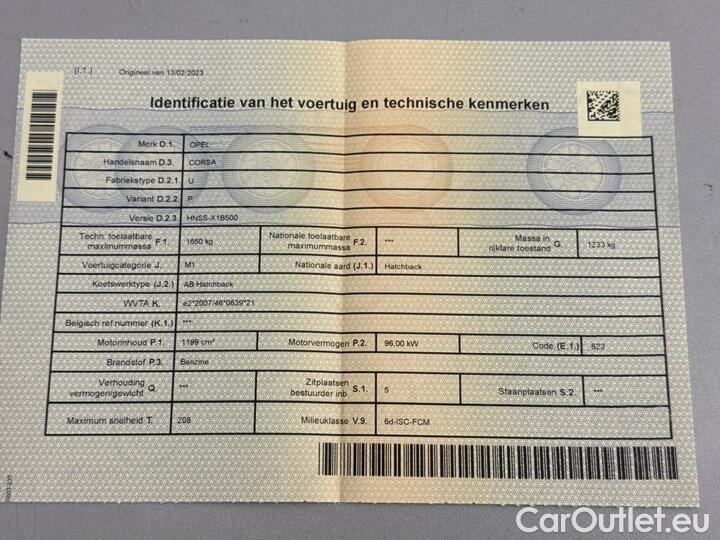 (I.1.) Origineel van 13/02/2023
Identificatie van het voertuig en technische kenmerken
Merk D.1. OPEL
Handelsnaam D.3. CORSA
Fabriekstype D.2.1 U
Variant D.2.2 P
Versie D.2.3. HNSS-X1B500
Techn. toelaatbare maximummassa F.1. 1650 kg Nationale toelaatbare maximummassa F.2. *** Massa in rijklare toestand G. 1233 kg
Voertuigcategorie J. M1 Nationale aard (J.1.) Hatchback
Koetswerktype (J.2.) AB Hatchback
WVTA K. e2*2007/46*0639*21
Belgisch ref.nummer (K.1.) ***
Motorinhoud P.1. 1199 cm³ Motorvermogen P.2. 96,00 kW Code (E.1.) 623
Brandstof P.3. Benzine
Verhouding vermogen/gewicht Q. *** Zitplaatsen bestuurder inb. S.1. 5 Staanplaatsen S.2. ***
Maximum snelheid T. 208 Milieuklasse V.9. 6d-ISC-FCM
CarOutlet.eu